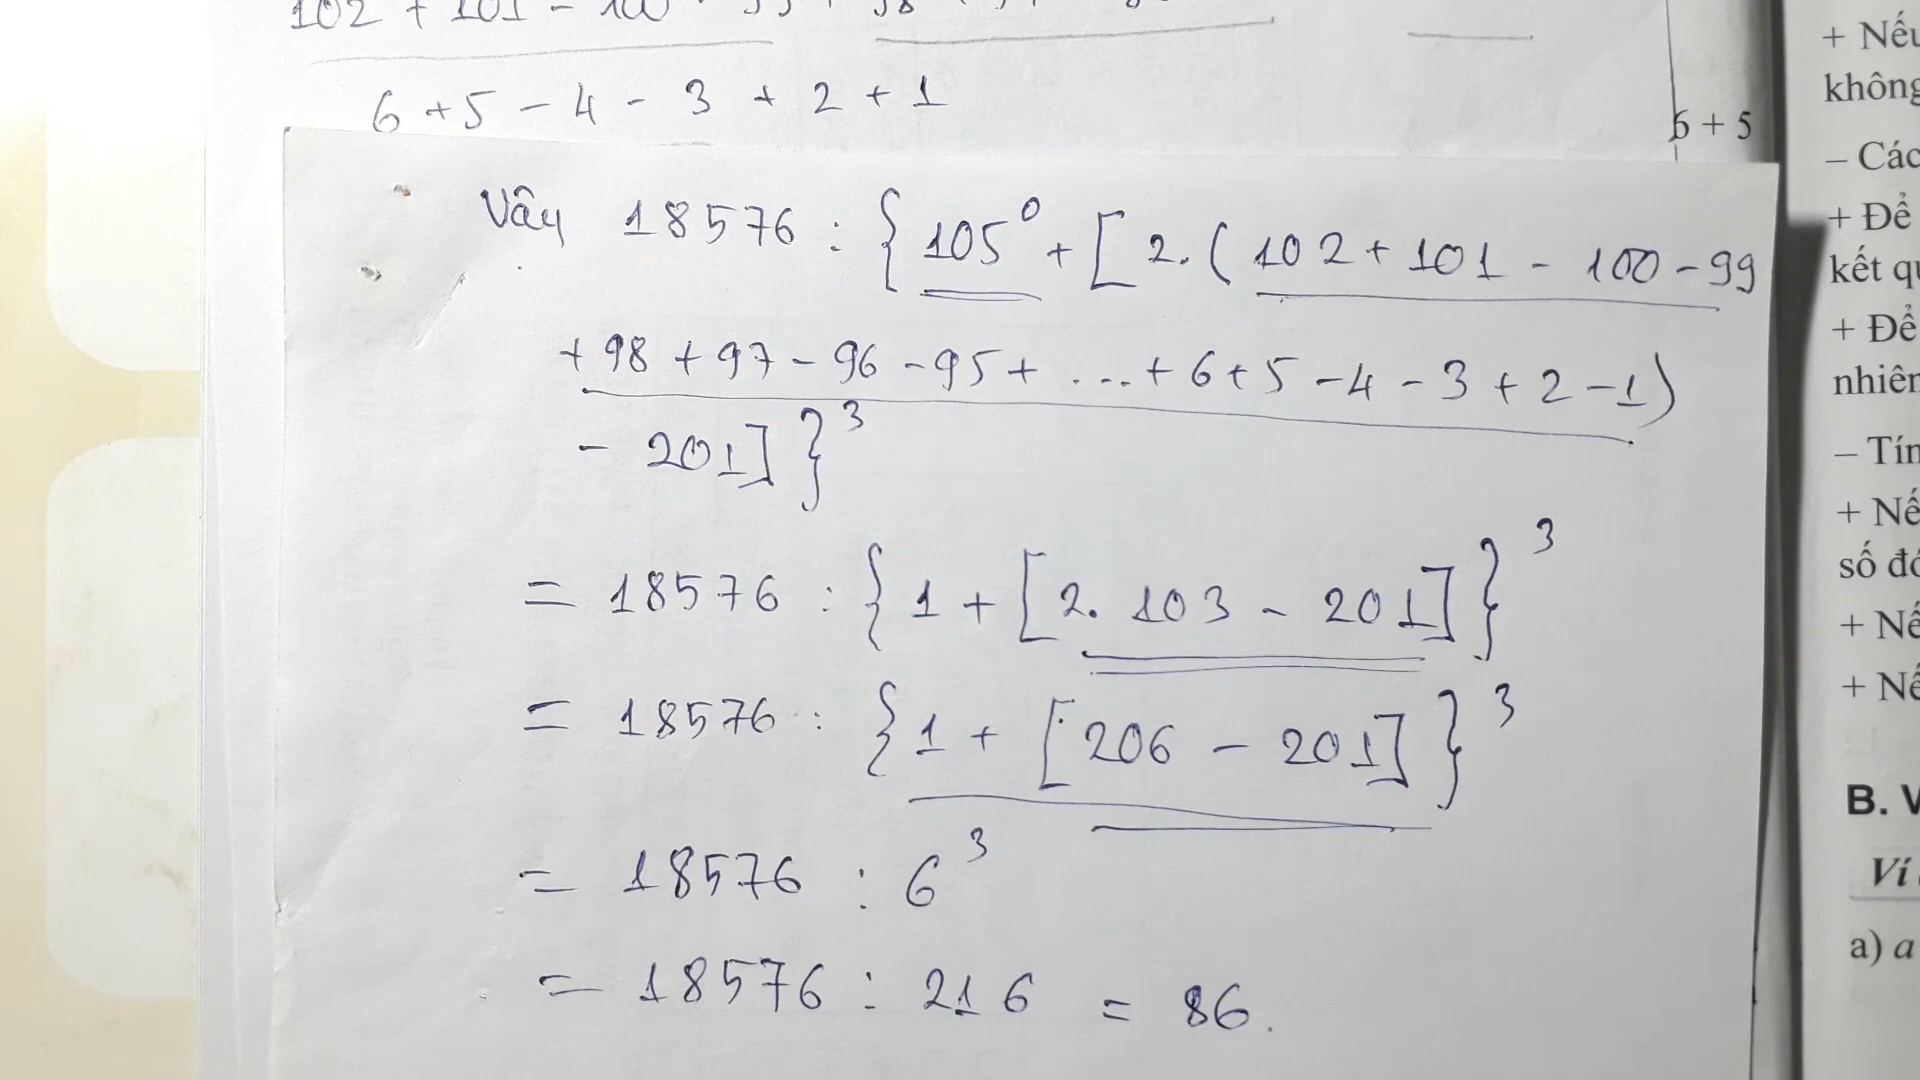 102 + 101 - 100
6 + 5 - 4 - 3 + 2 + 1
6 + 5
Vậy 18576 : { 105⁰ + [ 2. ( 102 + 101 - 100 - 99
+ 98 + 97 - 96 - 95 + ... + 6 + 5 - 4 - 3 + 2 - 1 )
- 201 ] }³
= 18576 : { 1 + [ 2. 103 - 201 ] }³
= 18576 : { 1 + [ 206 - 201 ] }³
= 18576 : 6³
= 18576 : 216 = 86.
+ Nếu
không
– Các
+ Để
kết qu
+ Để
nhiên
– Tín
+ Nế
số đó
+ Nế
+ Nế
B. V
Ví
a) a